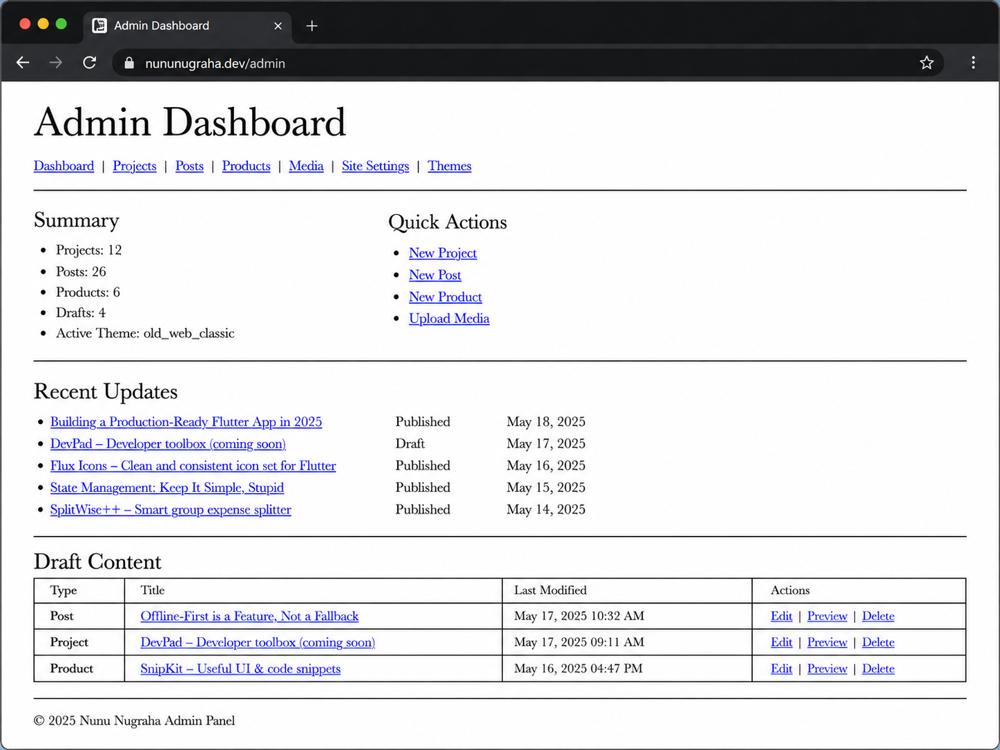 Admin Dashboard
nununugraha.dev/admin
Admin Dashboard
Dashboard | Projects | Posts | Products | Media | Site Settings | Themes
Summary
Projects: 12
Posts: 26
Products: 6
Drafts: 4
Active Theme: old_web_classic
Quick Actions
New Project
New Post
New Product
Upload Media
Recent Updates
Building a Production-Ready Flutter App in 2025 Published May 18, 2025
DevPad – Developer toolbox (coming soon) Draft May 17, 2025
Flux Icons – Clean and consistent icon set for Flutter Published May 16, 2025
State Management: Keep It Simple, Stupid Published May 15, 2025
SplitWise++ – Smart group expense splitter Published May 14, 2025
Draft Content
Type Title Last Modified Actions
Post Offline-First is a Feature, Not a Fallback May 17, 2025 10:32 AM Edit | Preview | Delete
Project DevPad – Developer toolbox (coming soon) May 17, 2025 09:11 AM Edit | Preview | Delete
Product SnipKit – Useful UI & code snippets May 16, 2025 04:47 PM Edit | Preview | Delete
© 2025 Nunu Nugraha Admin Panel